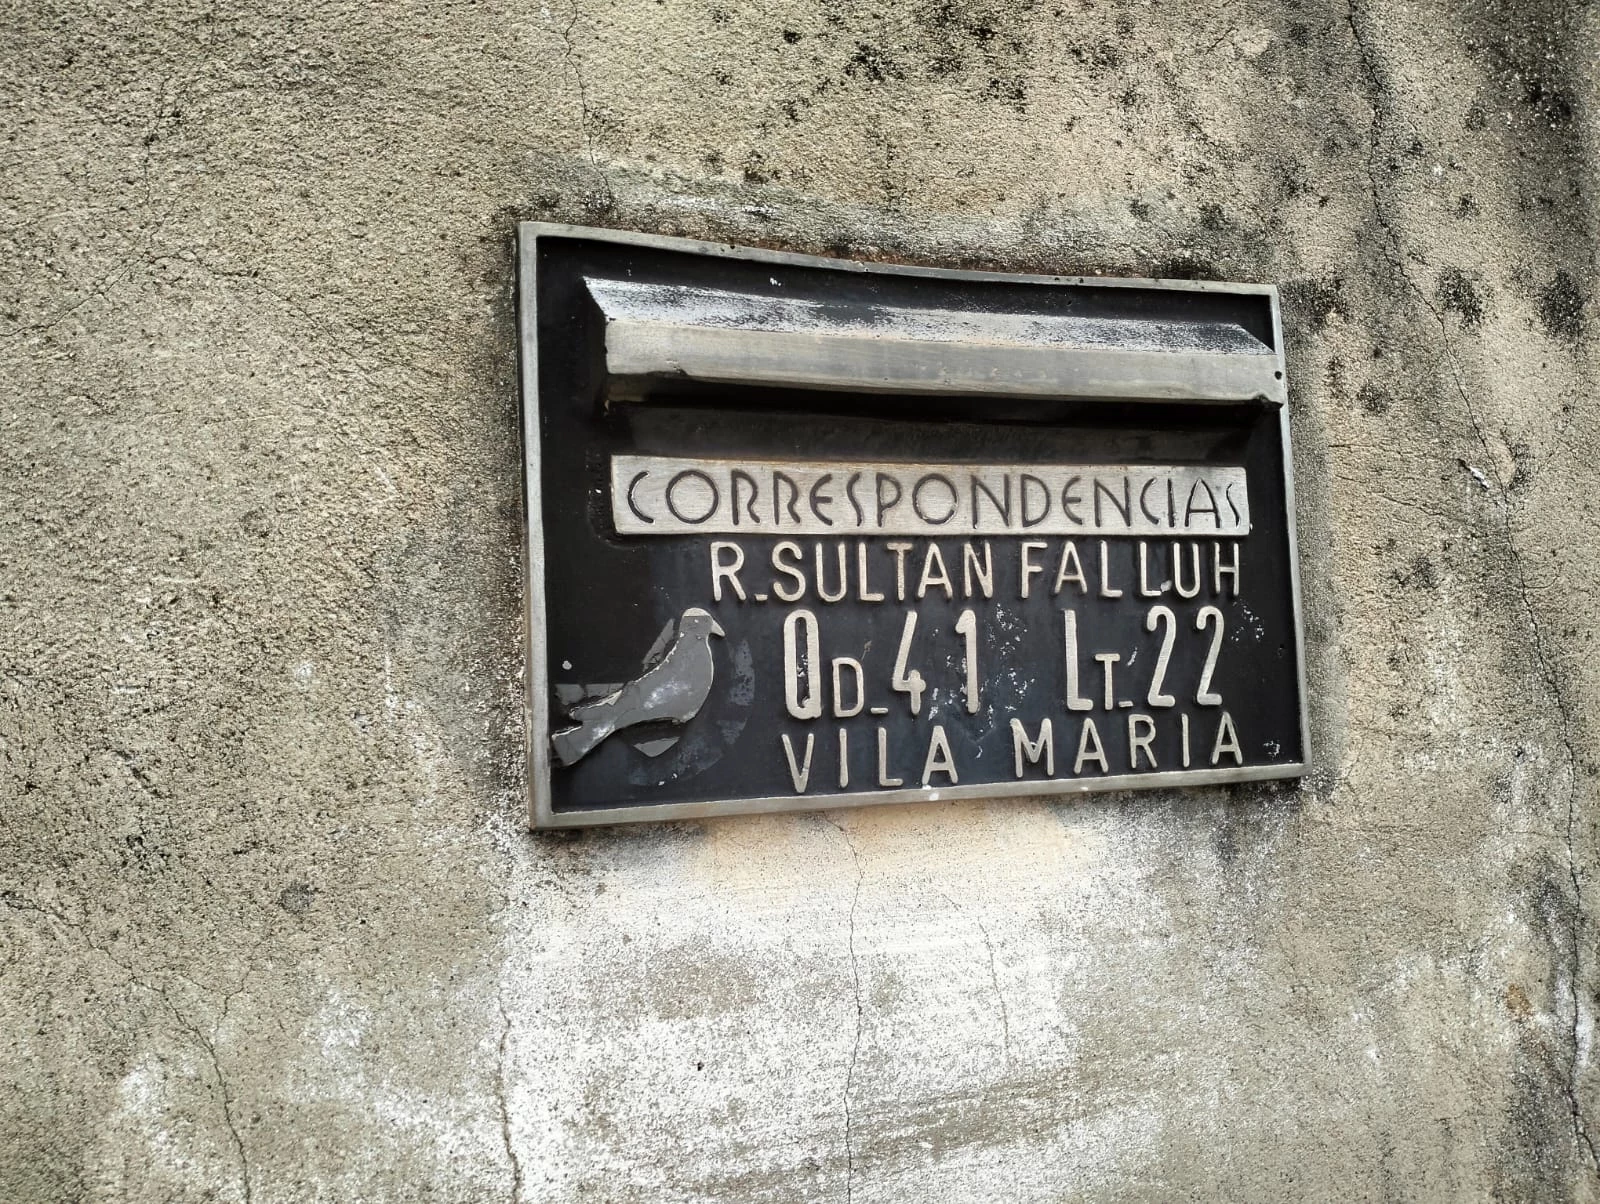 CORRESPONDENCIAS
R.SULTAN FALLUH
QD-41 LT-22
VILA MARIA